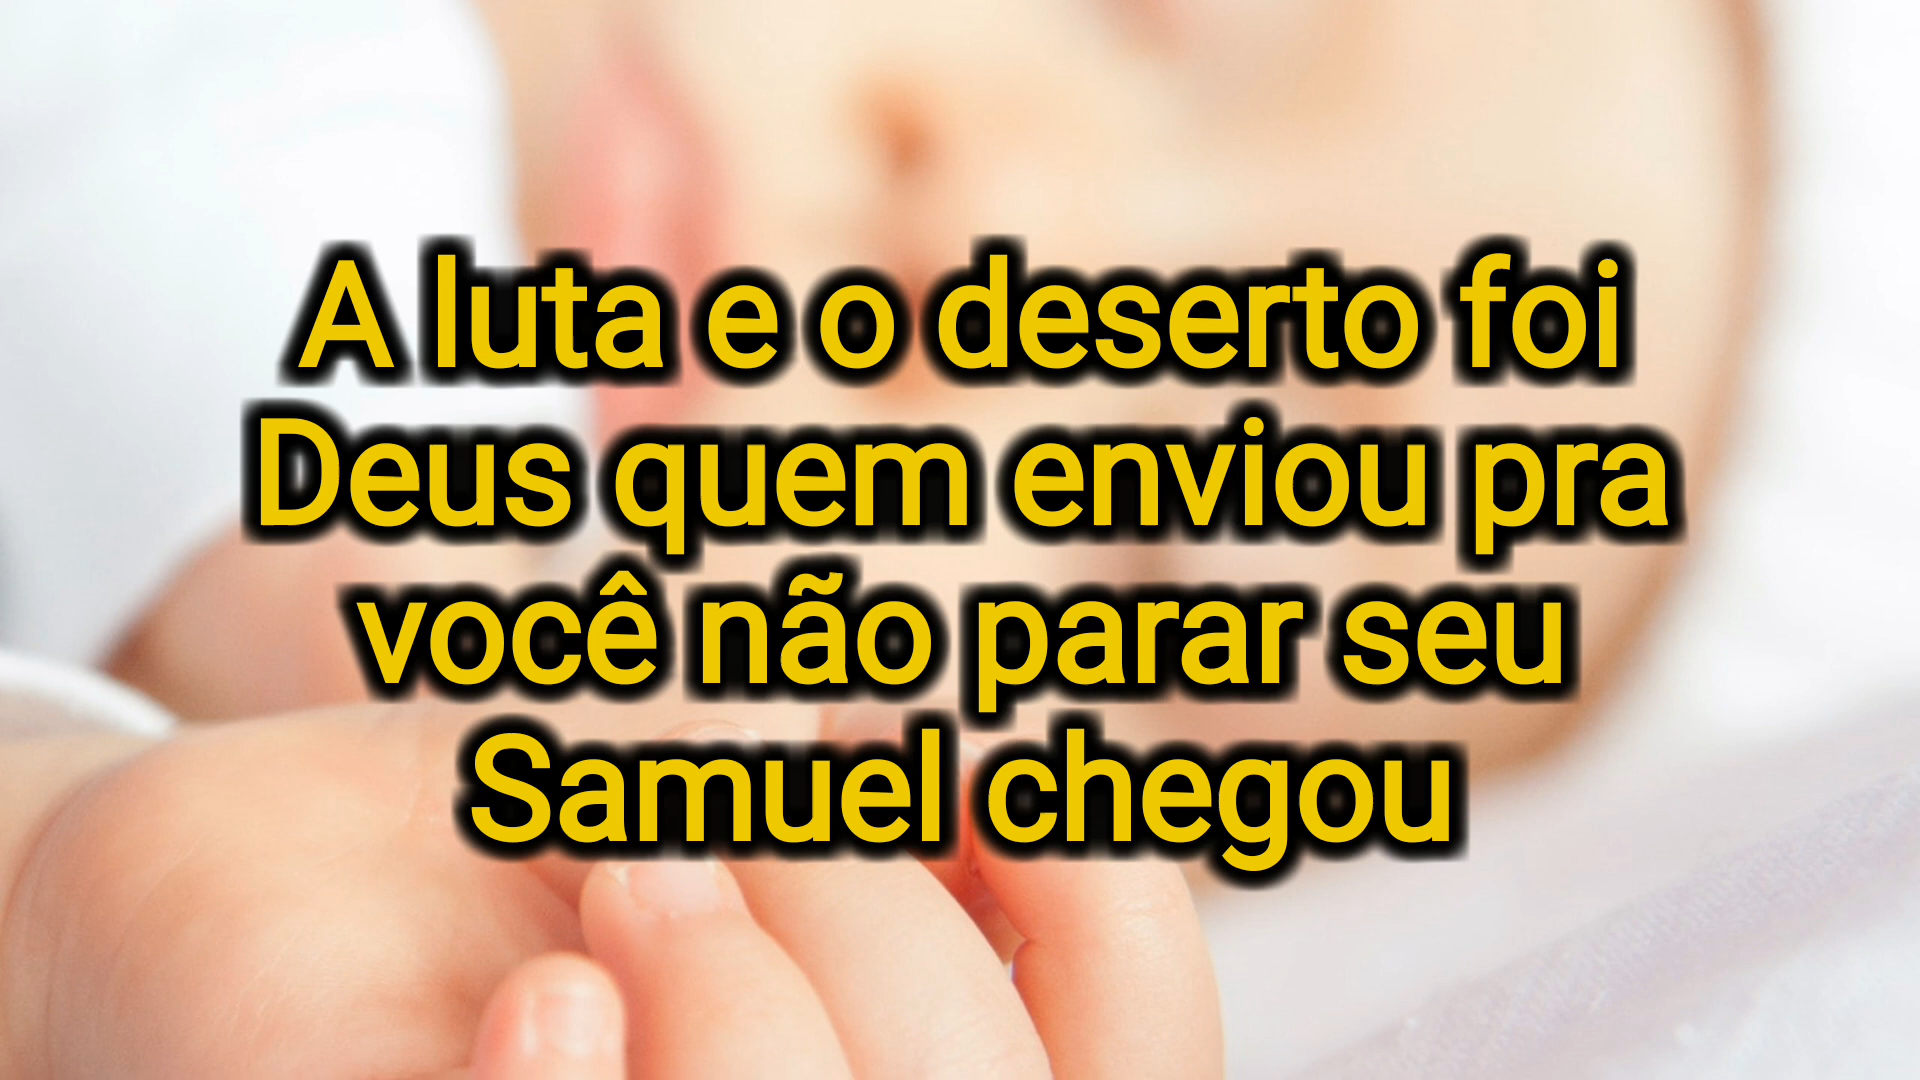 A luta e o deserto foi
Deus quem enviou pra
você não parar seu
Samuel chegou